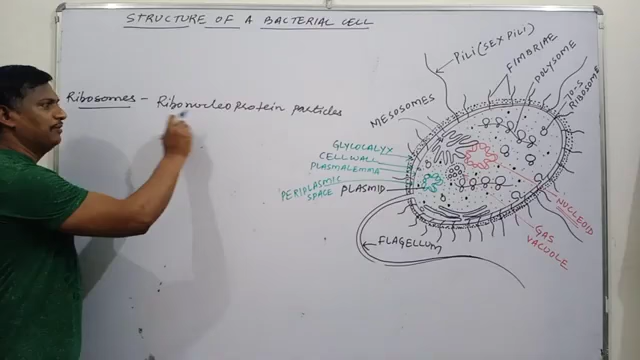 STRUCTURE OF A BACTERIAL CELL
Ribosomes - Ribonucleoprotein particles
PILI (SEX PILI)
FIMBRIAE
POLYSOME
70-S
RIBOSOME
MESOSOMES
GLYCOCALYX
CELL WALL
PLASMALEMMA
PERIPLASMIC
SPACE
PLASMID
NUCLEOID
GAS
VACUOLE
FLAGELLUM